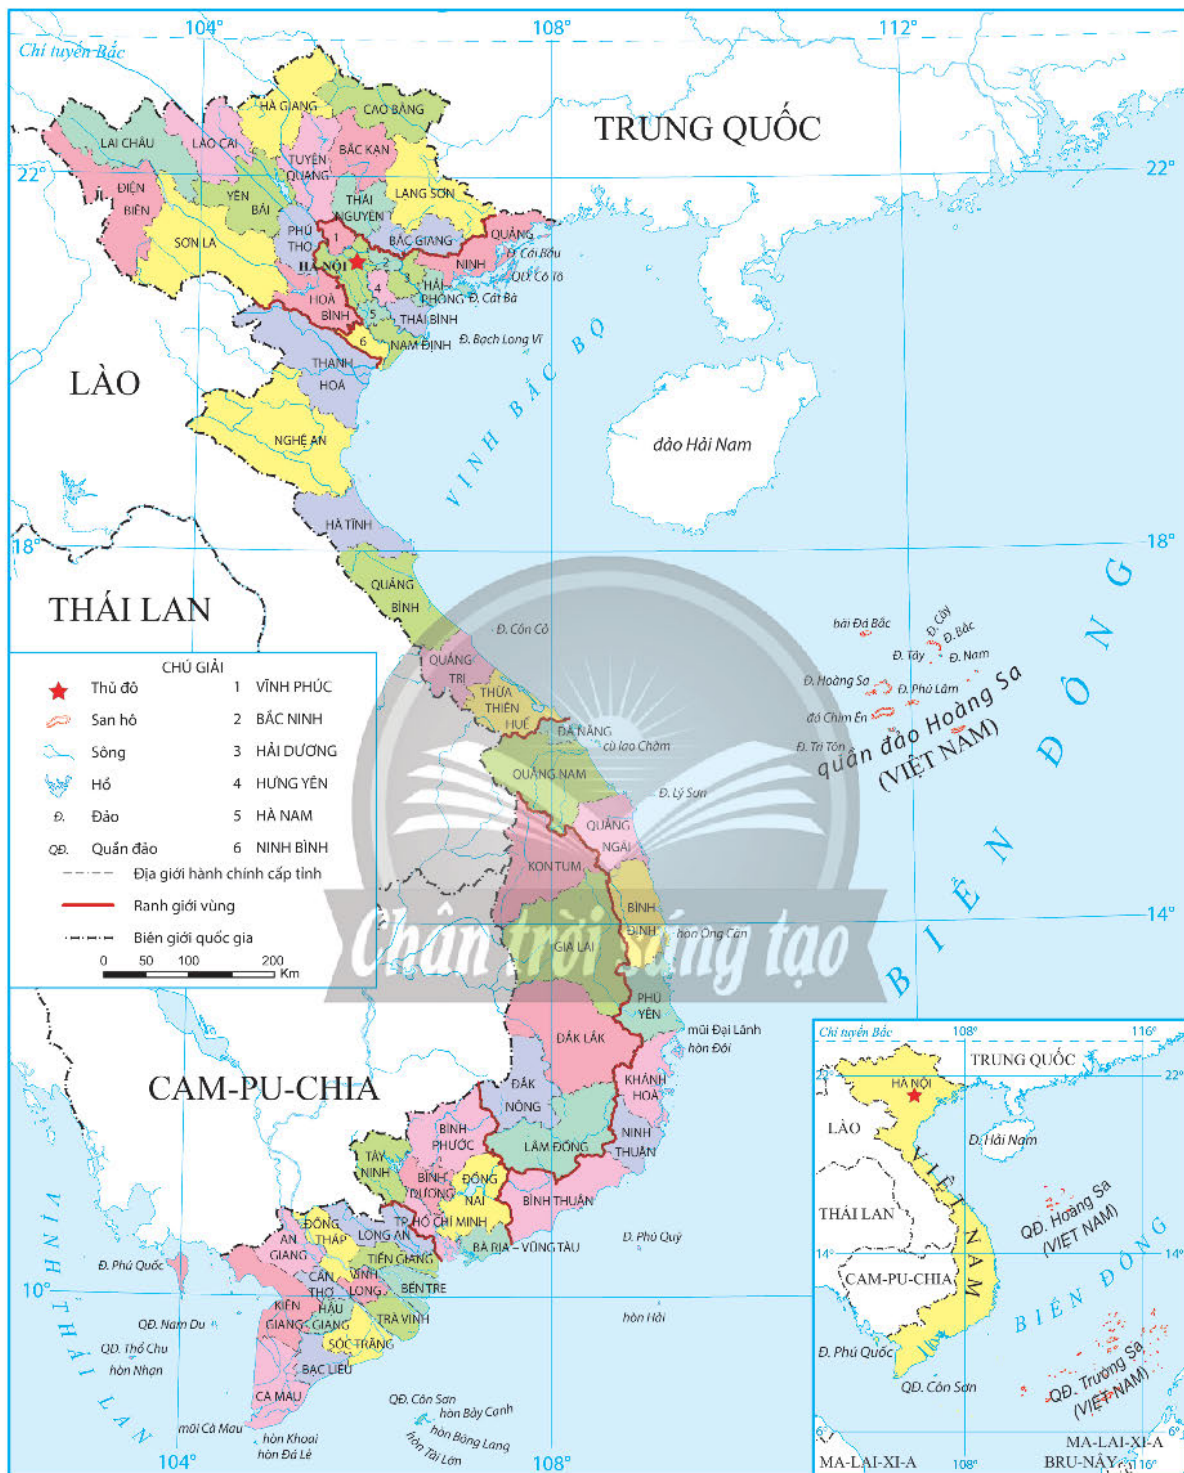 104°
108°
112°
Chí tuyến Bắc
HÀ GIANG
CAO BẰNG
TRUNG QUỐC
LAI CHÂU
LÀO CAI
BẮC KẠN
TUYÊN
QUANG
22°
22°
ĐIỆN
BIÊN
YÊN
BÁI
LẠNG SƠN
THÁI
NGUYÊN
SƠN LA
PHÚ
THỌ
1
BẮC GIANG
QUẢNG
NINH
Đ. Cái Bầu
QĐ. Cô Tô
HÀ NỘI
2
3
4
HẢI
PHÒNG
Đ. Cát Bà
HOÀ
BÌNH
5
THÁI BÌNH
6
NAM ĐỊNH
Đ. Bạch Long Vĩ
THANH
HOÁ
LÀO
VỊNH BẮC BỘ
đảo Hải Nam
NGHỆ AN
HÀ TĨNH
18°
18°
QUẢNG
BÌNH
THÁI LAN
Đ. Cồn Cỏ
bãi Đá Bắc
Đ. Cây
Đ. Bắc
Đ. Tây
Đ. Nam
QUẢNG
TRỊ
Đ. Hoàng Sa
Đ. Phú Lâm
THỪA
THIÊN
HUẾ
đá Chim Én
ĐÀ NẴNG
cù lao Chàm
Đ. Tri Tôn
quần đảo Hoàng Sa
(VIỆT NAM)
BIỂN ĐÔNG
CHÚ GIẢI
Thủ đô
1 VĨNH PHÚC
San hô
2 BẮC NINH
Sông
3 HẢI DƯƠNG
Hồ
4 HƯNG YÊN
Đ. Đảo
5 HÀ NAM
QĐ. Quần đảo
6 NINH BÌNH
Địa giới hành chính cấp tỉnh
Ranh giới vùng
Biên giới quốc gia
0 50 100 200
Km
QUẢNG NAM
Đ. Lý Sơn
QUẢNG
NGÃI
KON TUM
BÌNH
ĐỊNH
14°
GIA LAI
hòn Ông Căn
Chân trời sáng tạo
PHÚ
YÊN
mũi Đại Lãnh
hòn Đôi
ĐẮK LẮK
CAM-PU-CHIA
ĐẮK
NÔNG
KHÁNH
HOÀ
BÌNH
PHƯỚC
LÂM ĐỒNG
NINH
THUẬN
TÂY
NINH
BÌNH
DƯƠNG
ĐỒNG
NAI
BÌNH THUẬN
TP. HỒ CHÍ MINH
ĐỒNG
THÁP
LONG AN
AN
GIANG
BÀ RỊA – VŨNG TÀU
Đ. Phú Quý
TIỀN GIANG
Đ. Phú Quốc
CẦN
THƠ
VĨNH
LONG
BẾN TRE
10°
KIÊN
GIANG
HẬU
GIANG
TRÀ VINH
hòn Hải
QĐ. Nam Du
SÓC TRĂNG
QĐ. Thổ Chu
hòn Nhạn
BẠC LIÊU
CÀ MAU
VỊNH THÁI LAN
QĐ. Côn Sơn
hòn Bảy Cạnh
mũi Cà Mau
hòn Khoai
hòn Đá Lẻ
hòn Bông Lang
hòn Tài Lớn
104°
108°
Chí tuyến Bắc
108°
116°
TRUNG QUỐC
22°
22°
HÀ NỘI
LÀO
Đ. Hải Nam
VIỆT NAM
THÁI LAN
QĐ. Hoàng Sa
(VIỆT NAM)
14°
14°
CAM-PU-CHIA
BIỂN ĐÔNG
Đ. Phú Quốc
QĐ. Côn Sơn
QĐ. Trường Sa
(VIỆT NAM)
6°
6°
MA-LAI-XI-A
MA-LAI-XI-A
BRU-NÂY
108°
116°